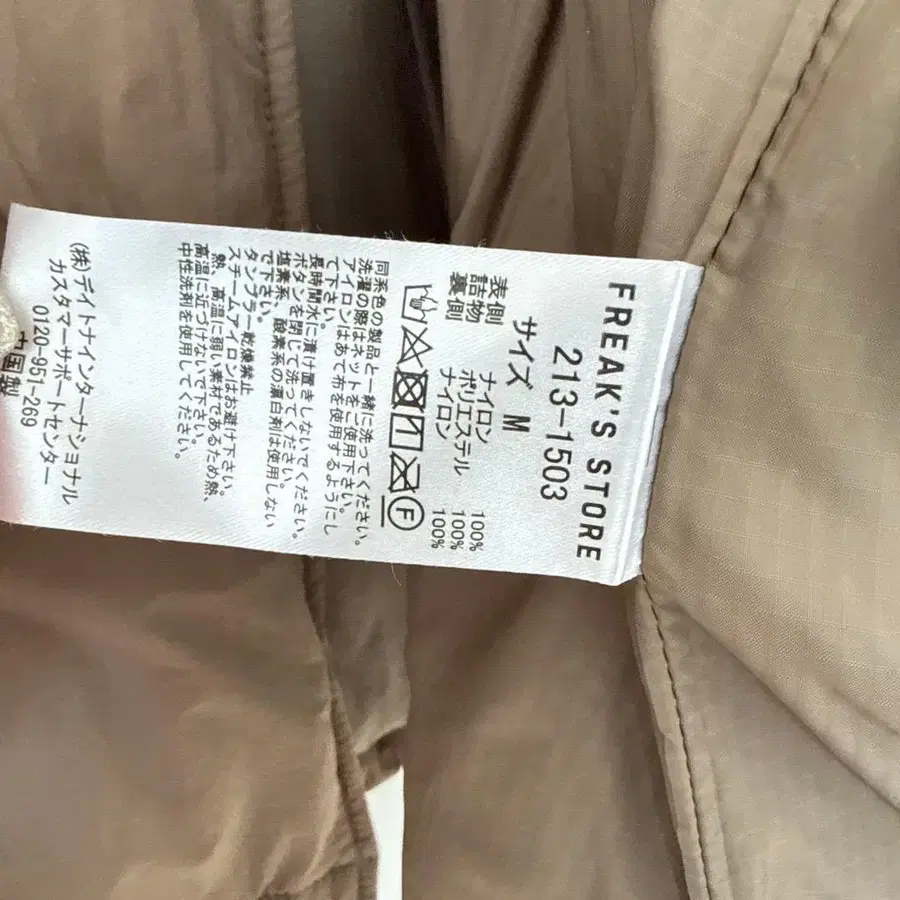 FREAK'S STORE
213-1503
サイズ M
表側 ナイロン 100%
詰物 ポリエステル 100%
裏側 ナイロン 100%
F
同系色の製品と一緒に洗ってください。
洗濯の際はネットをご使用下さい。
アイロンはあて布を使用するようにし
て下さい。
長時間水に漬け置きしないでください。
ボタンを閉じて洗ってください。
塩素系、酸素系の漂白剤は使用しない
で下さい。
タンブラー乾燥禁止
スチームアイロンはお避け下さい。
熱、高温に弱い素材であるため熱、
高温に近づけないで下さい。
中性洗剤を使用してください。
(株)デイトナインターナショナル
カスタマーサポートセンター
0120-951-269
中国製